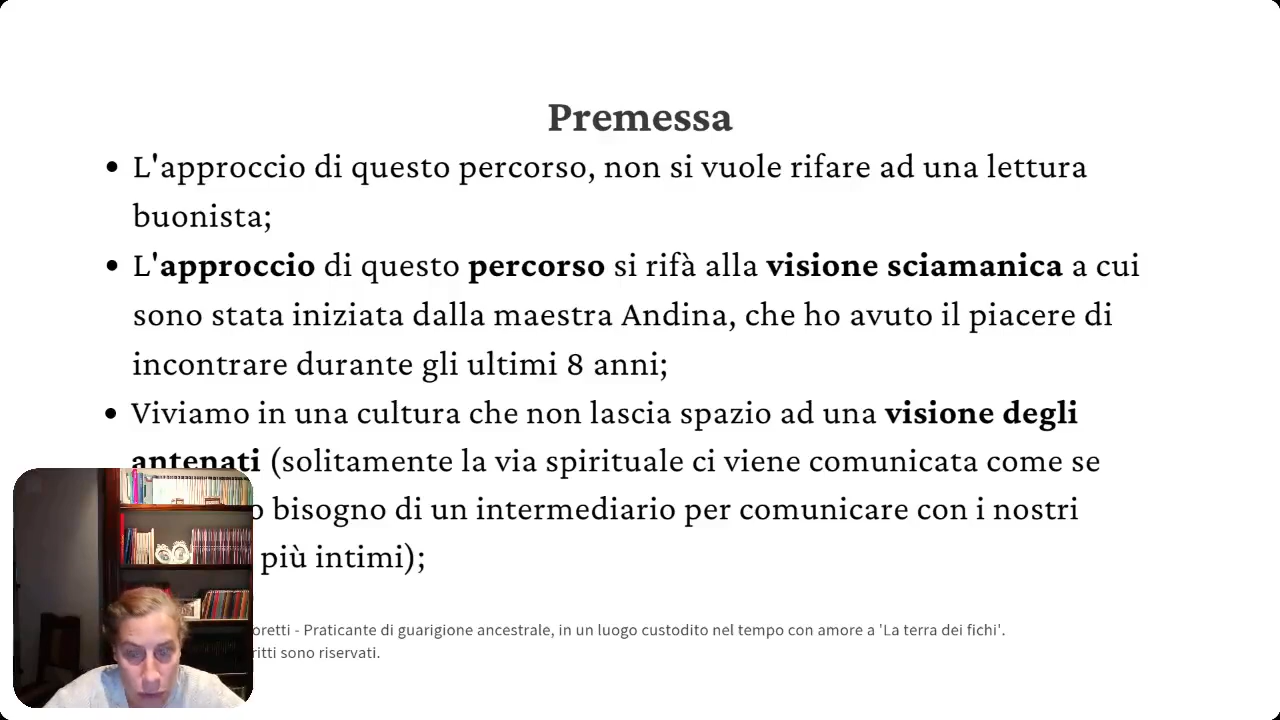 Premessa
L'approccio di questo percorso, non si vuole rifare ad una lettura
buonista;
L'approccio di questo percorso si rifà alla visione sciamanica a cui
sono stata iniziata dalla maestra Andina, che ho avuto il piacere di
incontrare durante gli ultimi 8 anni;
Viviamo in una cultura che non lascia spazio ad una visione degli
antenati (solitamente la via spirituale ci viene comunicata come se
bisogno di un intermediario per comunicare con i nostri
più intimi);
- Praticante di guarigione ancestrale, in un luogo custodito nel tempo con amore a 'La terra dei fichi'.
sono riservati.